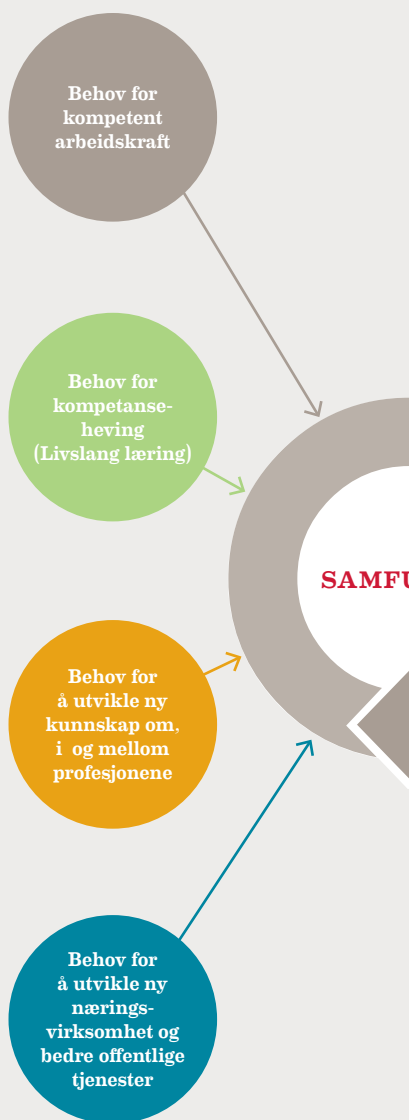 Behov for
kompetent
arbeidskraft
Behov for
kompetanse-
heving
(Livslang læring)
SAMFU
Behov for
å utvikle ny
kunnskap om,
i og mellom
profesjonene
Behov for
å utvikle ny
nærings-
virksomhet og
bedre offentlige
tjenester